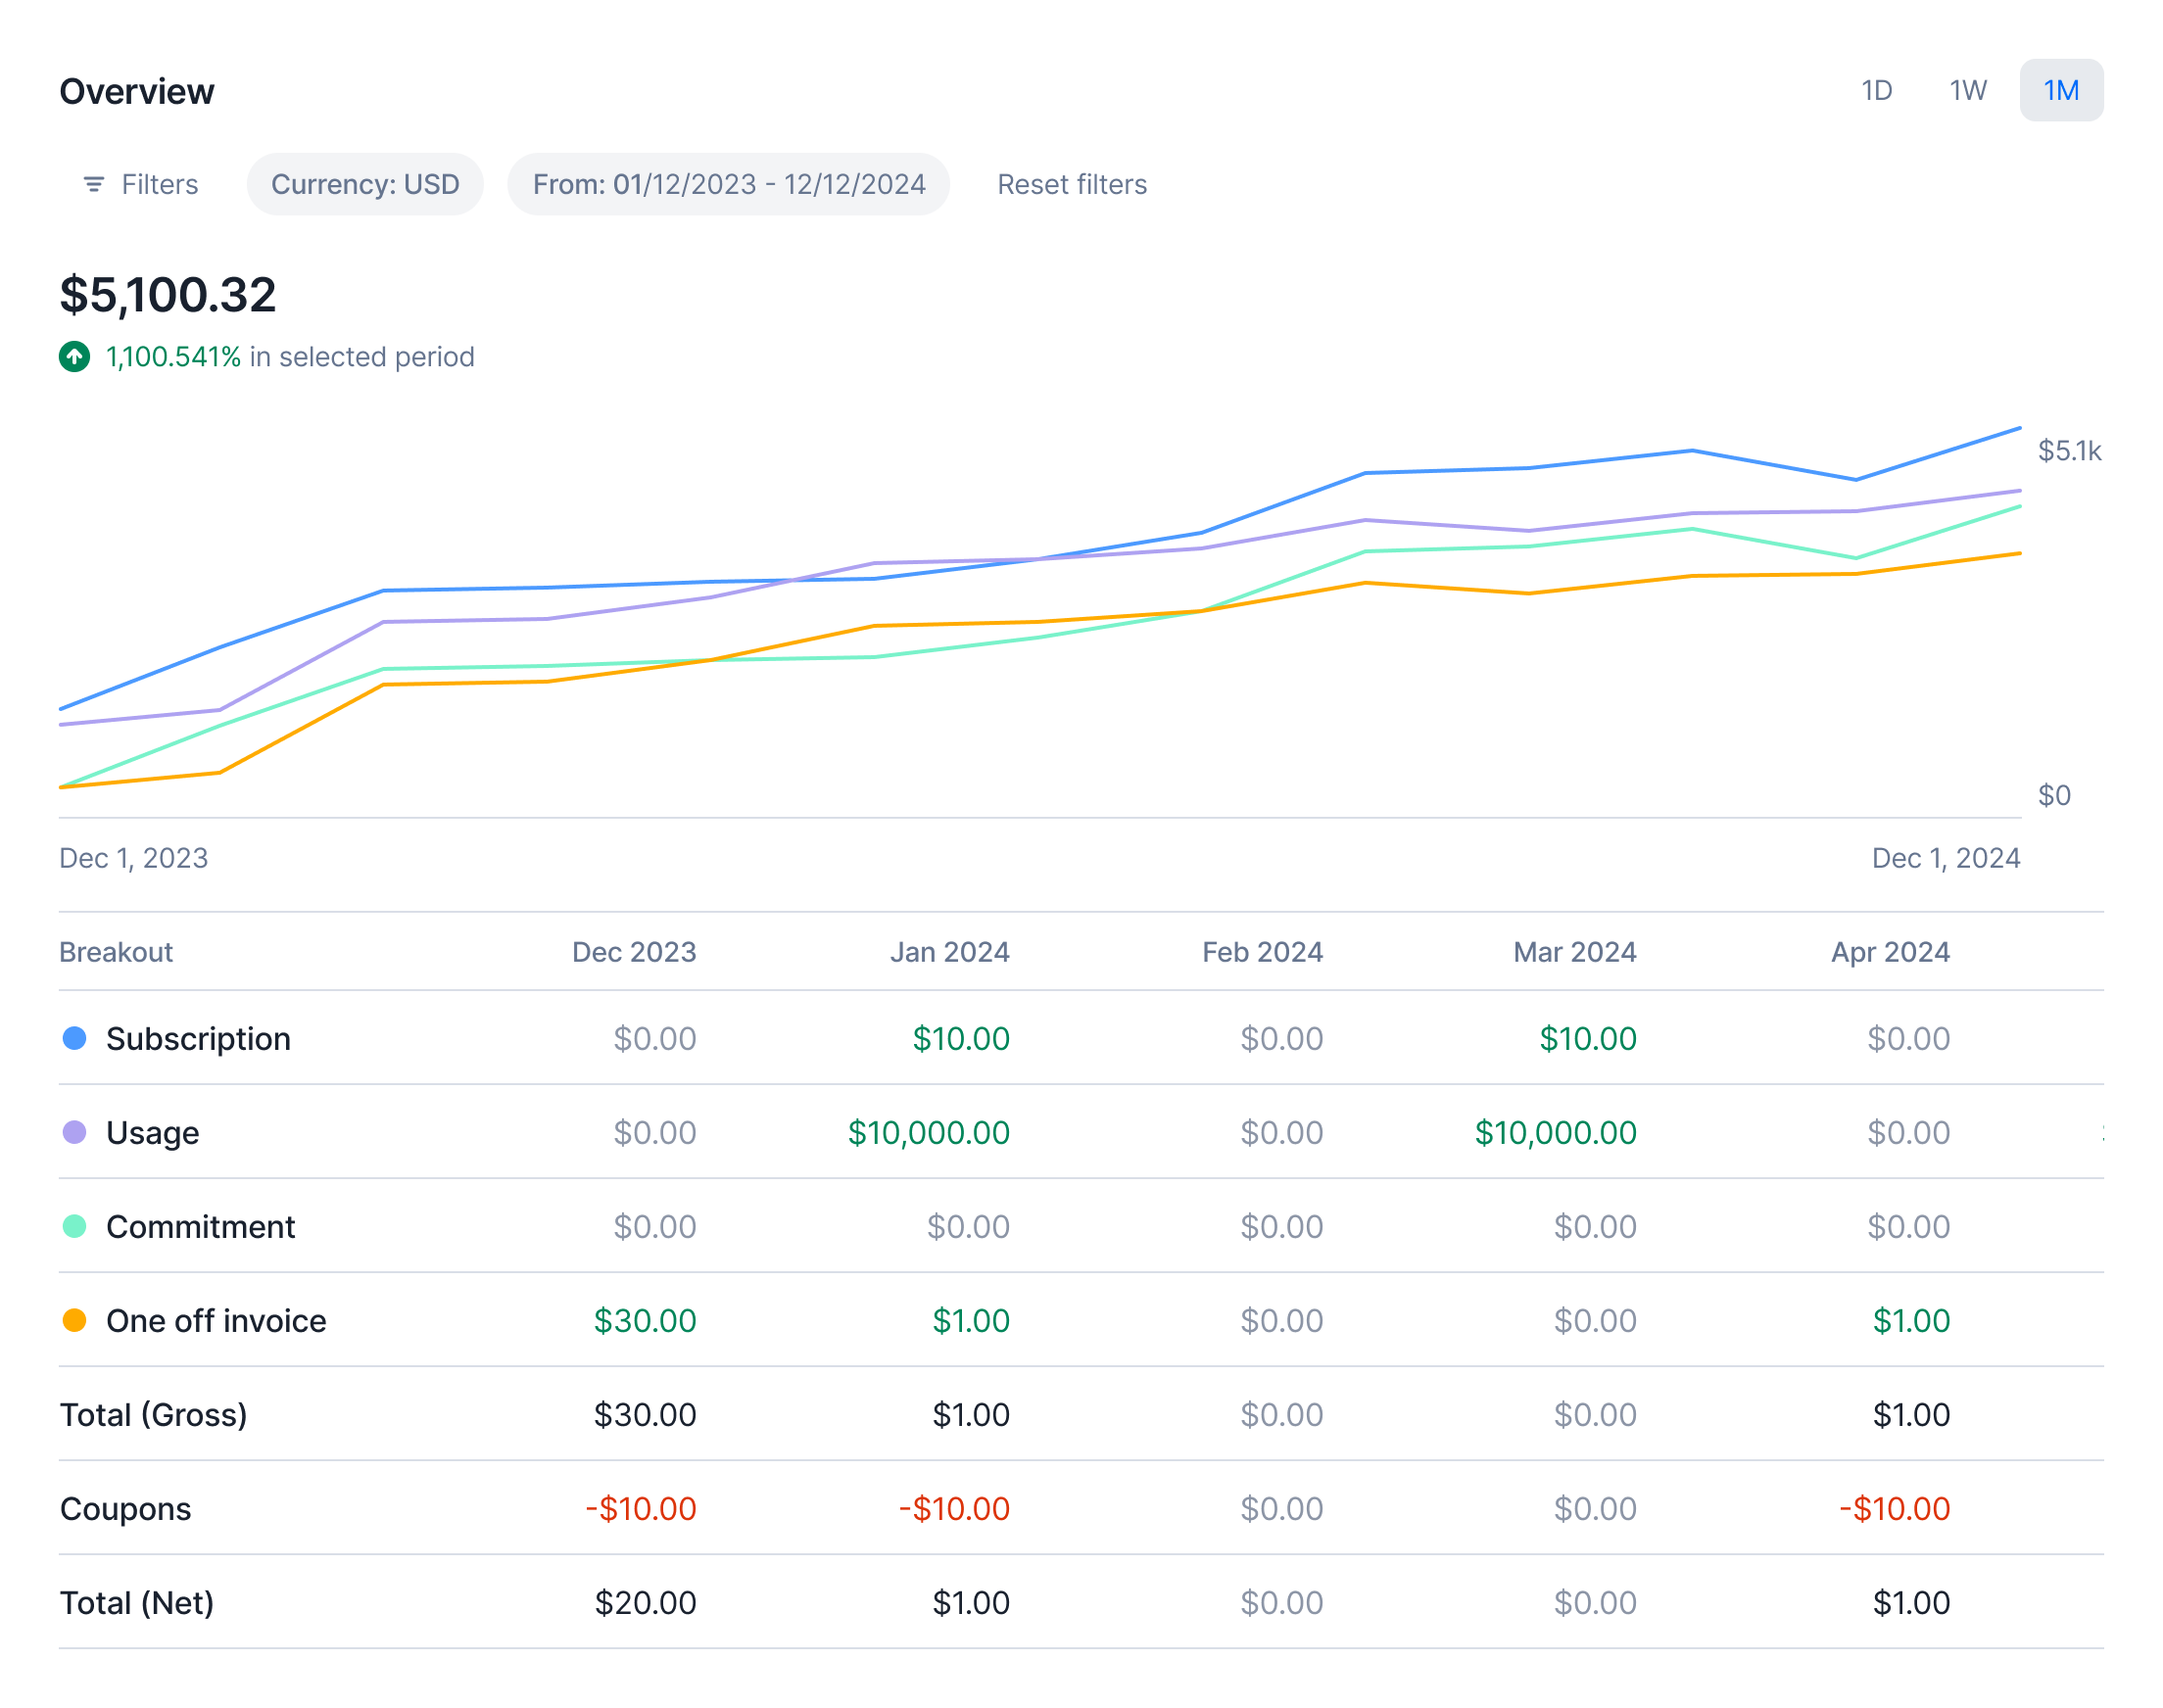 Overview
1D 1W 1M
Filters Currency: USD From: 01/12/2023 - 12/12/2024 Reset filters
$5,100.32
1,100.541% in selected period
$5.1k
$0
Dec 1, 2023 Dec 1, 2024
Breakout Dec 2023 Jan 2024 Feb 2024 Mar 2024 Apr 2024
Subscription $0.00 $10.00 $0.00 $10.00 $0.00
Usage $0.00 $10,000.00 $0.00 $10,000.00 $0.00
Commitment $0.00 $0.00 $0.00 $0.00 $0.00
One off invoice $30.00 $1.00 $0.00 $0.00 $1.00
Total (Gross) $30.00 $1.00 $0.00 $0.00 $1.00
Coupons -$10.00 -$10.00 $0.00 $0.00 -$10.00
Total (Net) $20.00 $1.00 $0.00 $0.00 $1.00